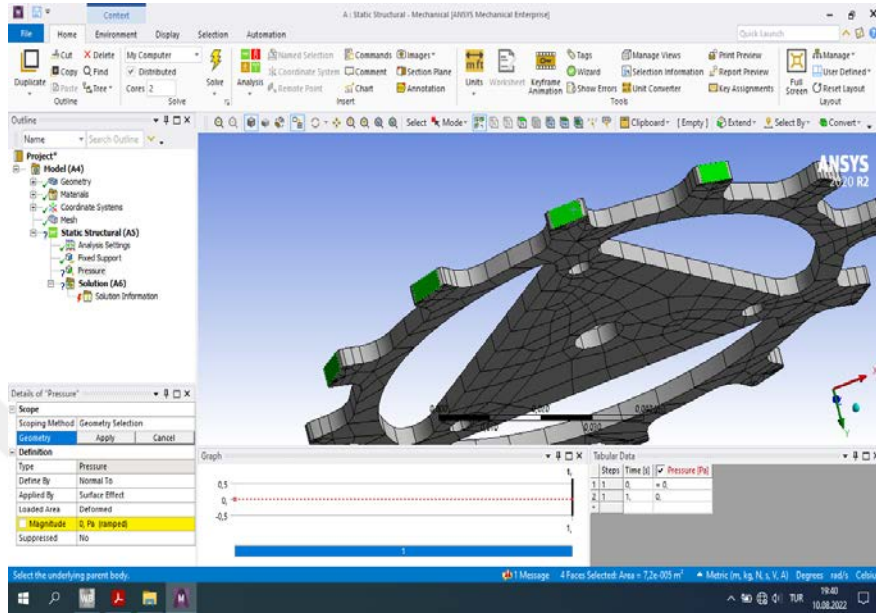 Context
A : Static Structural - Mechanical [ANSYS Mechanical Enterprise]
File Home Environment Display Selection Automation
Quick Launch
Duplicate Cut Copy Paste Delete Find Tree
My Computer Distributed Cores 2 Solve Analysis
Named Selection Coordinate System Remote Point Commands Comment Chart Images Section Plane Annotation
Units Worksheet Keyframe Animation Tags Wizard Show Errors Manage Views Selection Information Unit Converter Print Preview Report Preview Key Assignments
Full Screen Manage User Defined Reset Layout
Outline Solve Insert Tools Layout
Outline
Name Search Outline
Select Mode Clipboard [Empty] Extend Select By Convert
Project*
Model (A4)
Geometry
Materials
Coordinate Systems
Mesh
Static Structural (A5)
Analysis Settings
Fixed Support
Pressure
Solution (A6)
Solution Information
ANSYS
2020 R2
Details of "Pressure"
Scope
Scoping Method Geometry Selection
Geometry Apply Cancel
Definition
Type Pressure
Define By Normal To
Applied By Surface Effect
Loaded Area Deformed
Magnitude 0, Pa (ramped)
Suppressed No
Graph
1,
0,5
0,
-0,5
1,
1
Tabular Data
Steps Time [s] Pressure [Pa]
1 1 0, = 0,
2 1 1, 0,
*
Select the underlying parent body.
1 Message 4 Faces Selected: Area = 7,2e-005 m² Metric (m, kg, N, s, V, A) Degrees rad/s Celsiu
TUR
19:40
10.08.2022